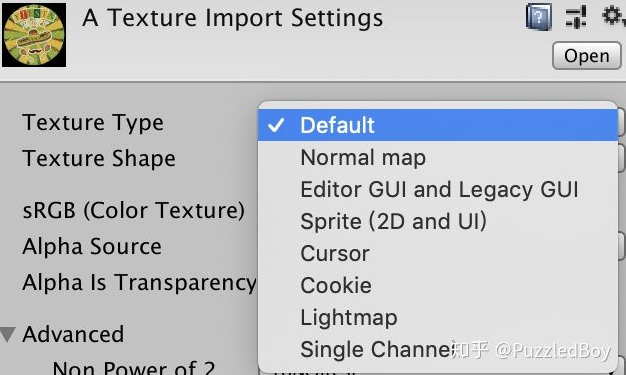 A Texture Import Settings
Open
Texture Type
Default
Normal map
Texture Shape
Editor GUI and Legacy GUI
sRGB (Color Texture)
Sprite (2D and UI)
Alpha Source
Cursor
Alpha Is Transparency
Cookie
Lightmap
Advanced
Single Channel
知乎 @PuzzledBoy
Non Power of 2